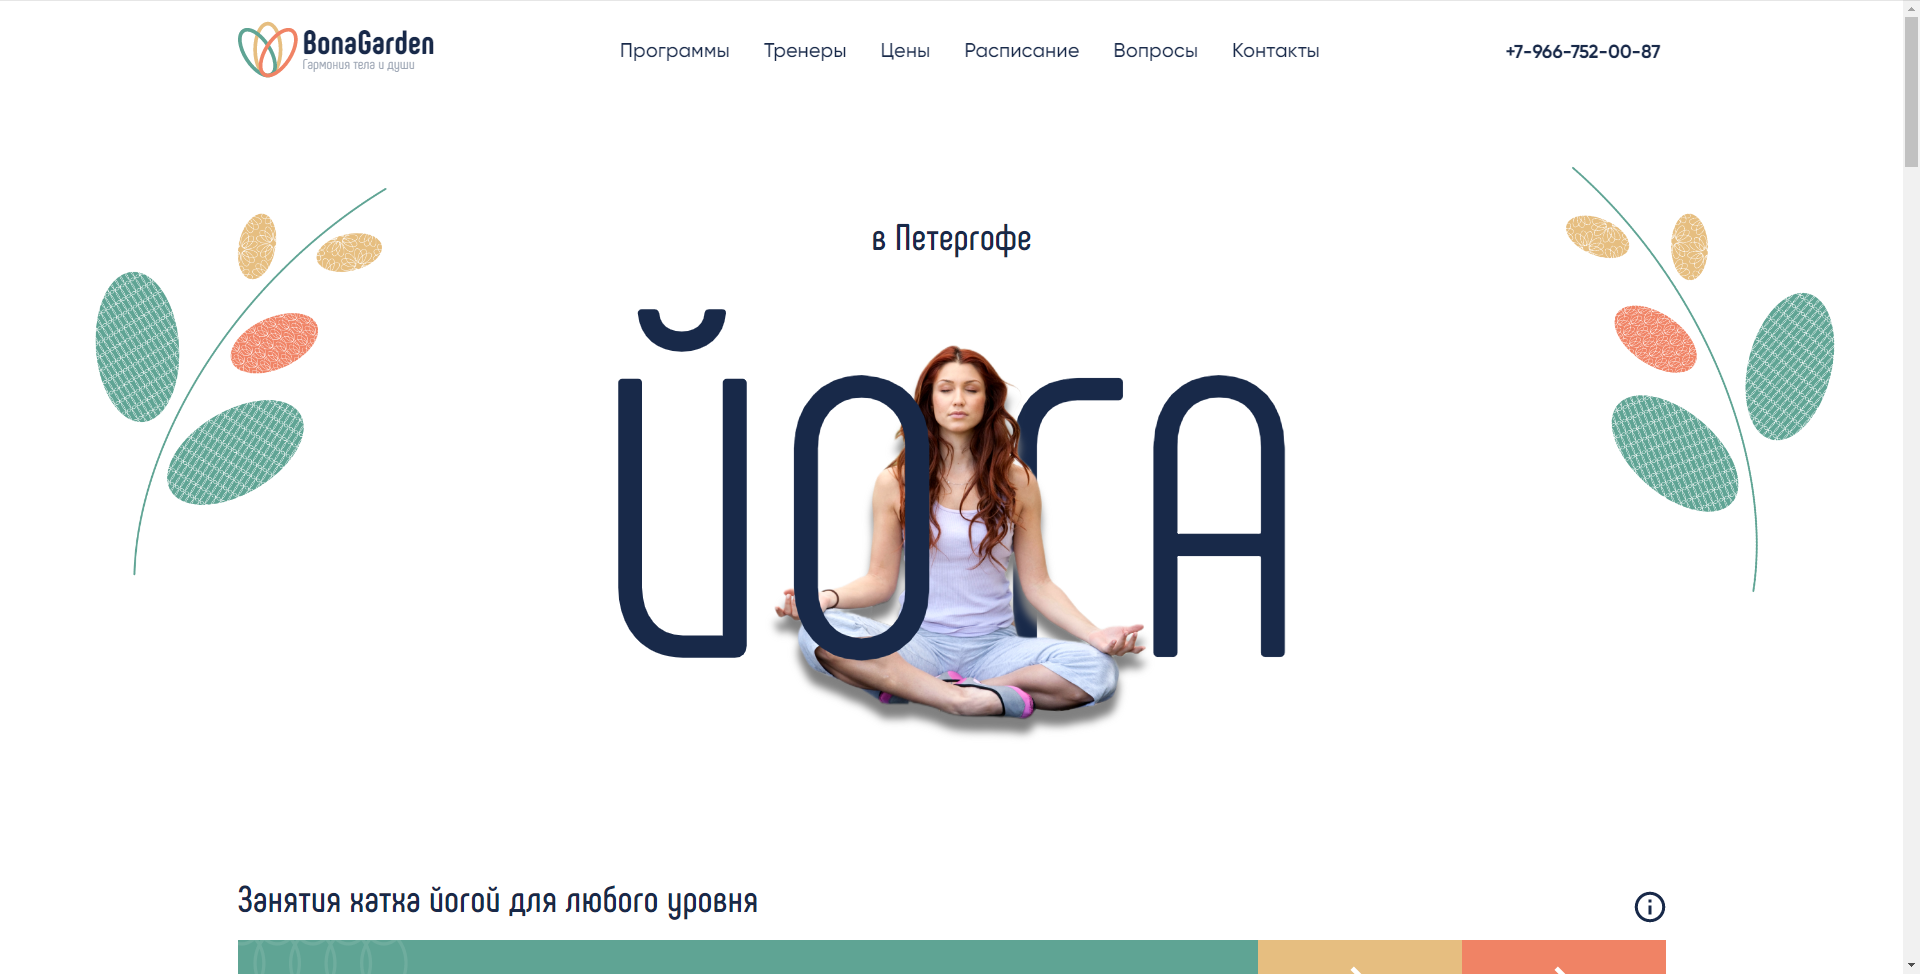 BonaGarden
Гармония тела и души
Программы Тренеры Цены Расписание Вопросы Контакты
+7-966-752-00-87
в Петергофе
ЙОГА
Занятия хатха йогой для любого уровня